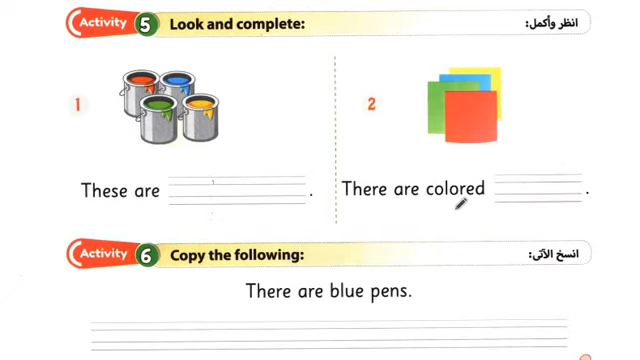 Activity 5 Look and complete: انظر وأكمل:
1
2
These are .
There are colored .
Activity 6 Copy the following: انسخ الآتى:
There are blue pens.